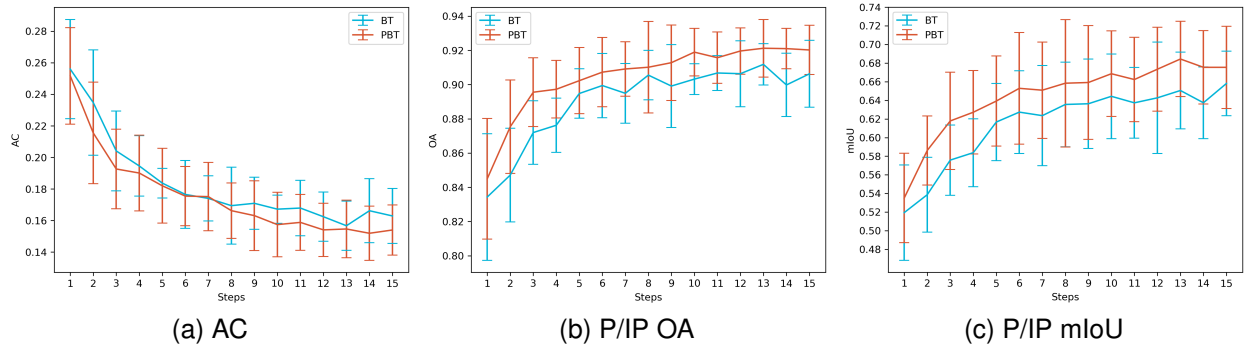 0.28
0.26
0.24
0.22
0.20
0.18
0.16
0.14
AC
BT
PBT
1 2 3 4 5 6 7 8 9 10 11 12 13 14 15
Steps
(a) AC
0.94
0.92
0.90
0.88
0.86
0.84
0.82
0.80
OA
BT
PBT
1 2 3 4 5 6 7 8 9 10 11 12 13 14 15
Steps
(b) P/IP OA
0.74
0.72
0.70
0.68
0.66
0.64
0.62
0.60
0.58
0.56
0.54
0.52
0.50
0.48
mIoU
BT
PBT
1 2 3 4 5 6 7 8 9 10 11 12 13 14 15
Steps
(c) P/IP mIoU